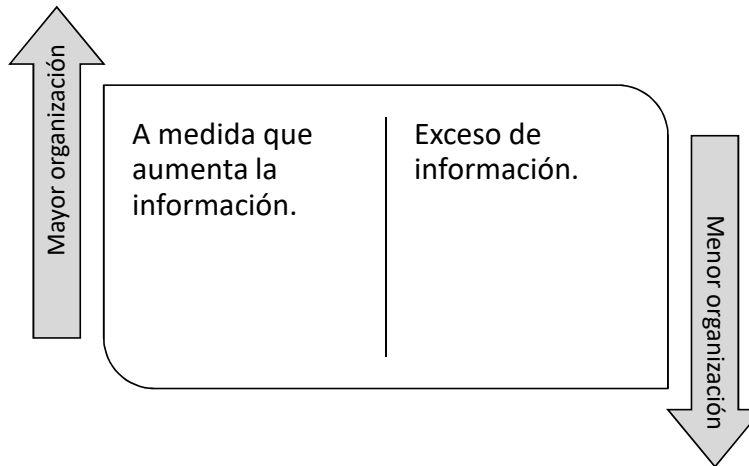 Mayor organización
A medida que
aumenta la
información.
Exceso de
información.
Menor organización